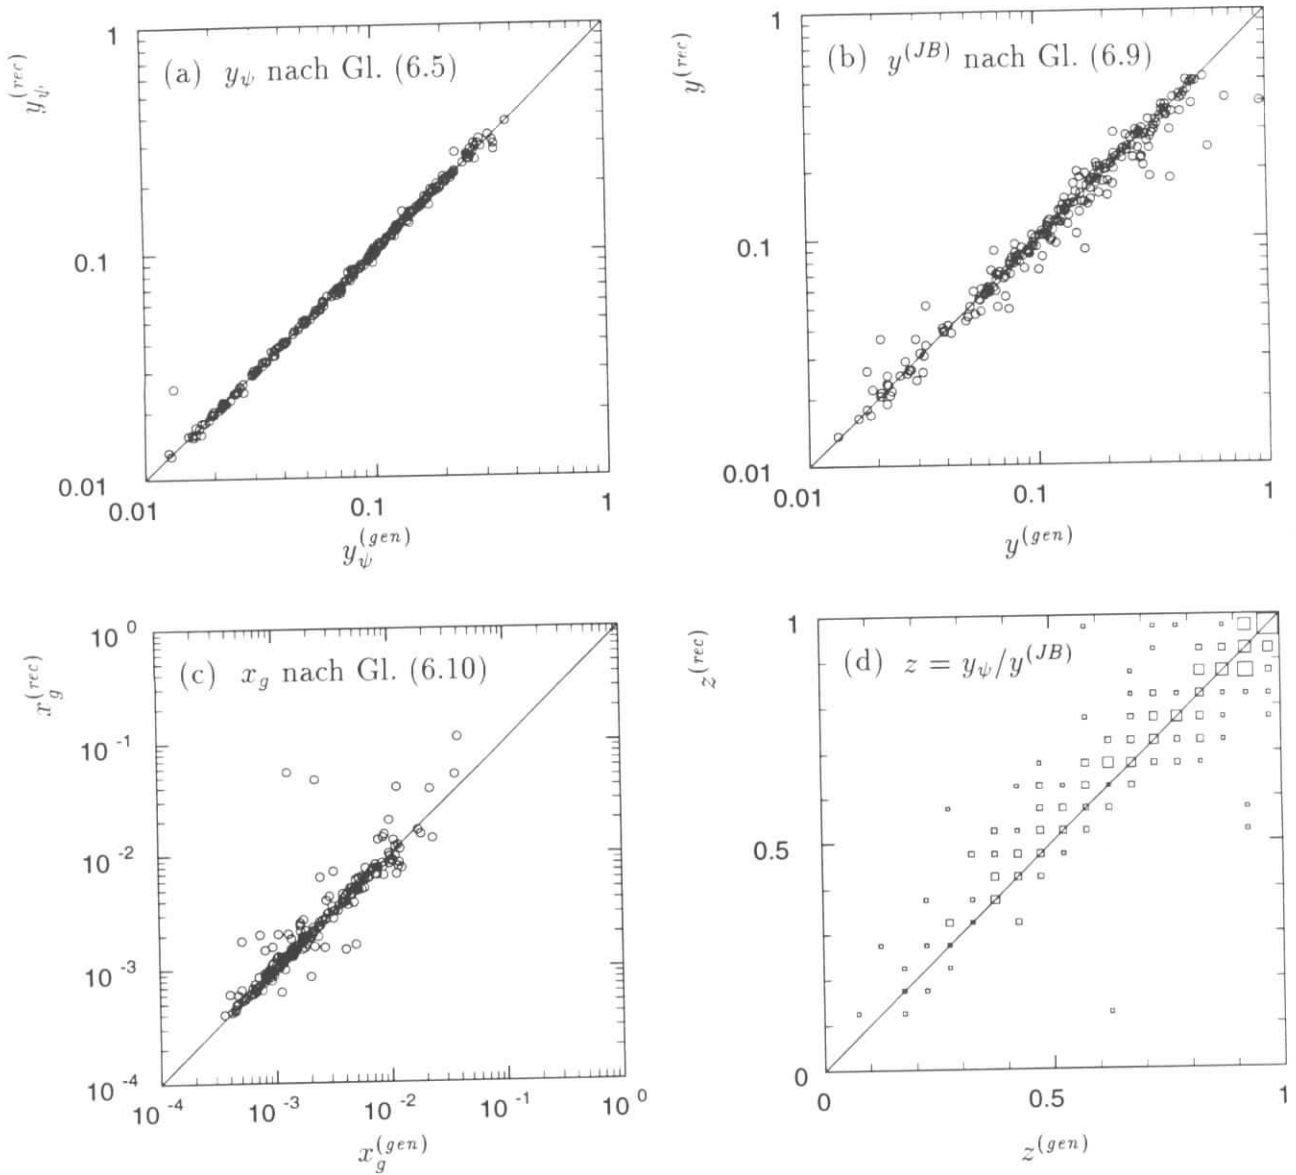 1
y_ψ^(rec)
(a) y_ψ nach Gl. (6.5)
0.1
0.01
0.01
0.1
1
y_ψ^(gen)
1
y^(rec)
(b) y^(JB) nach Gl. (6.9)
0.1
0.01
0.01
0.1
1
y^(gen)
10^0
x_g^(rec)
(c) x_g nach Gl. (6.10)
10^-1
10^-2
10^-3
10^-4
10^-4
10^-3
10^-2
10^-1
10^0
x_g^(gen)
1
z^(rec)
(d) z = y_ψ/y^(JB)
0.5
0
0
0.5
1
z^(gen)